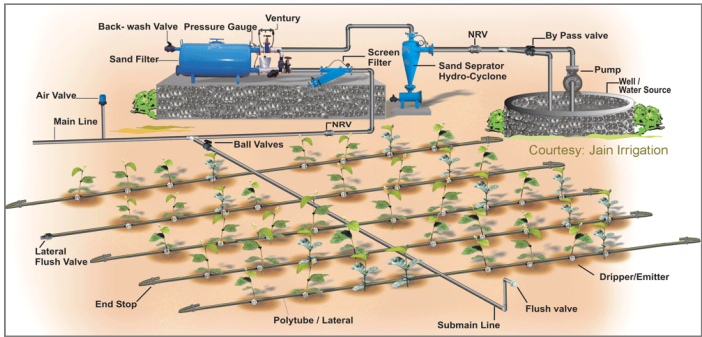 Back- wash Valve
Pressure Gauge
Ventury
Sand Filter
Screen
Filter
NRV
By Pass valve
Sand Seprator
Hydro-Cyclone
Pump
Well /
Water Source
Air Valve
Main Line
NRV
Ball Valves
Courtesy: Jain Irrigation
Lateral
Flush Valve
End Stop
Polytube / Lateral
Submain Line
Flush valve
Dripper/Emitter